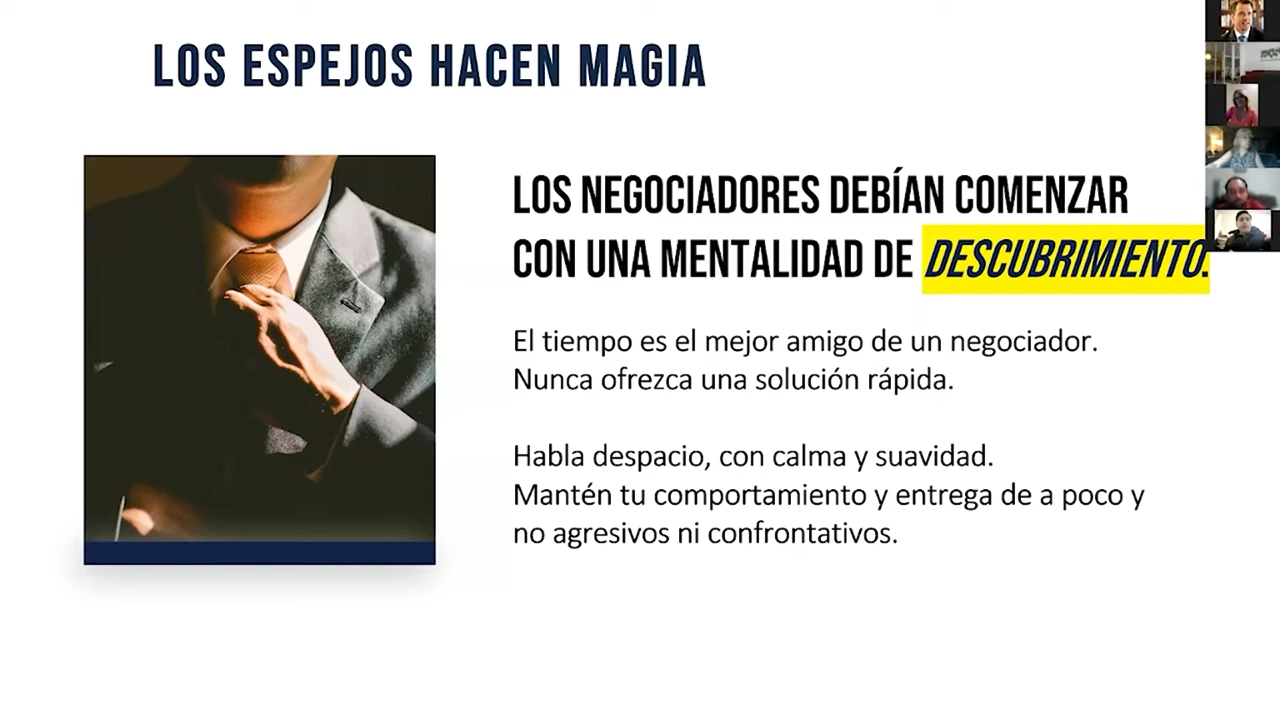 LOS ESPEJOS HACEN MAGIA
LOS NEGOCIADORES DEBÍAN COMENZAR
CON UNA MENTALIDAD DE DESCUBRIMIENTO.
El tiempo es el mejor amigo de un negociador.
Nunca ofrezca una solución rápida.
Habla despacio, con calma y suavidad.
Mantén tu comportamiento y entrega de a poco y
no agresivos ni confrontativos.